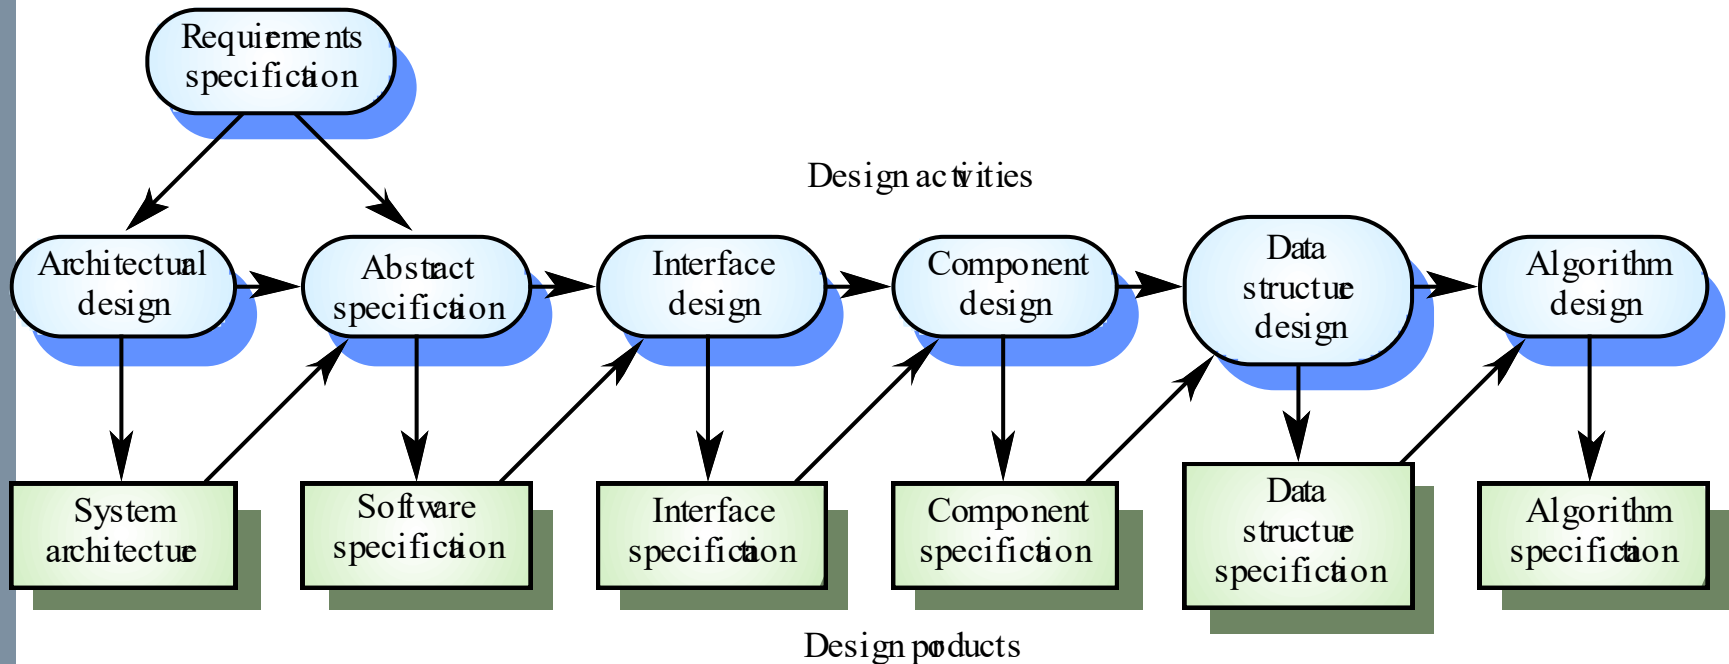 Requirements
specification
Design activities
Architectural
design
Abstract
specification
Interface
design
Component
design
Data
structure
design
Algorithm
design
System
architecture
Software
specification
Interface
specification
Component
specification
Data
structure
specification
Algorithm
specification
Design products